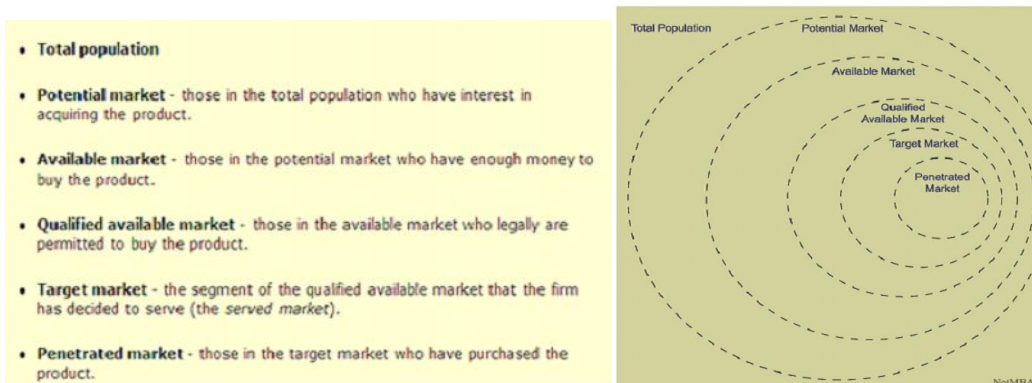 • Total population
• Potential market - those in the total population who have interest in
acquiring the product.
• Available market - those in the potential market who have enough money to
buy the product.
• Qualified available market - those in the available market who legally are
permitted to buy the product.
• Target market - the segment of the qualified available market that the firm
has decided to serve (the served market).
• Penetrated market - those in the target market who have purchased the
product.
Total Population
Potential Market
Available Market
Qualified
Available Market
Target Market
Penetrated
Market